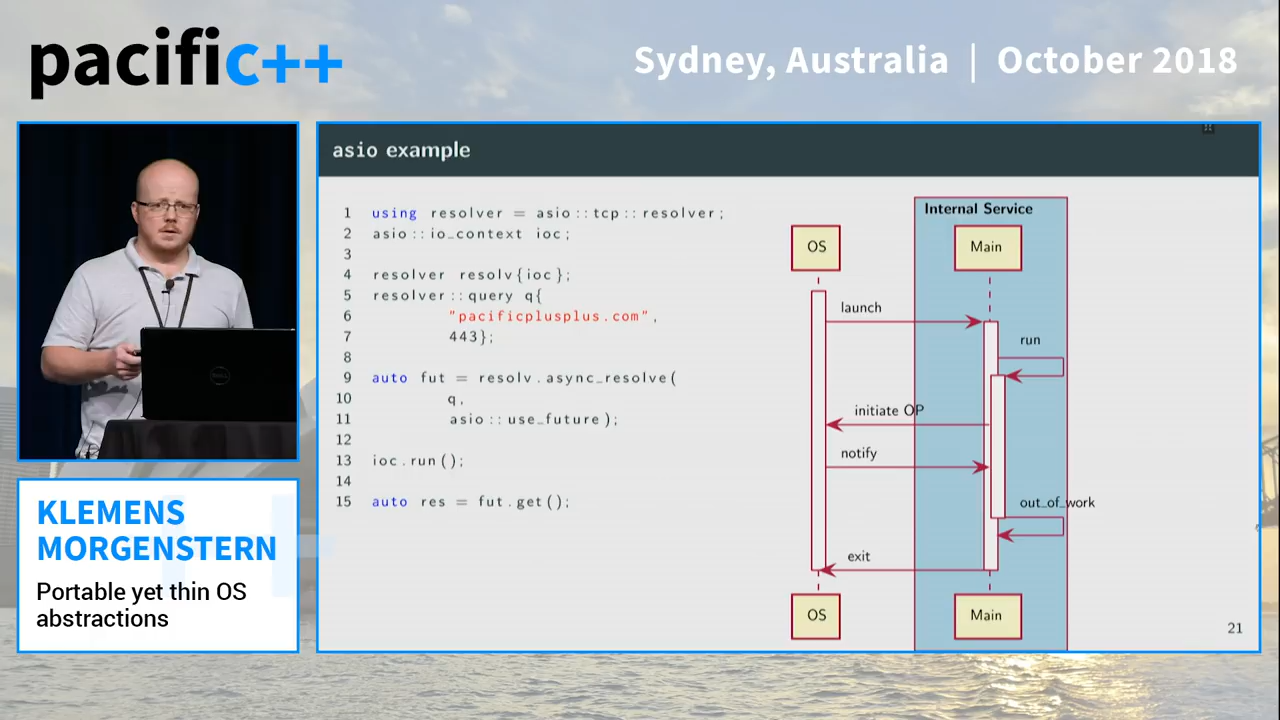 pacific++
Sydney, Australia | October 2018
asio example
1 using resolver = asio::tcp::resolver;
2 asio::io_context ioc;
3
4 resolver resolv{ioc};
5 resolver::query q{
6 "pacificplusplus.com",
7 443};
8
9 auto fut = resolv.async_resolve(
10 q,
11 asio::use_future);
12
13 ioc.run();
14
15 auto res = fut.get();
Internal Service
OS
Main
launch
run
initiate OP
notify
out_of_work
exit
OS
Main
21
KLEMENS
MORGENSTERN
Portable yet thin OS
abstractions